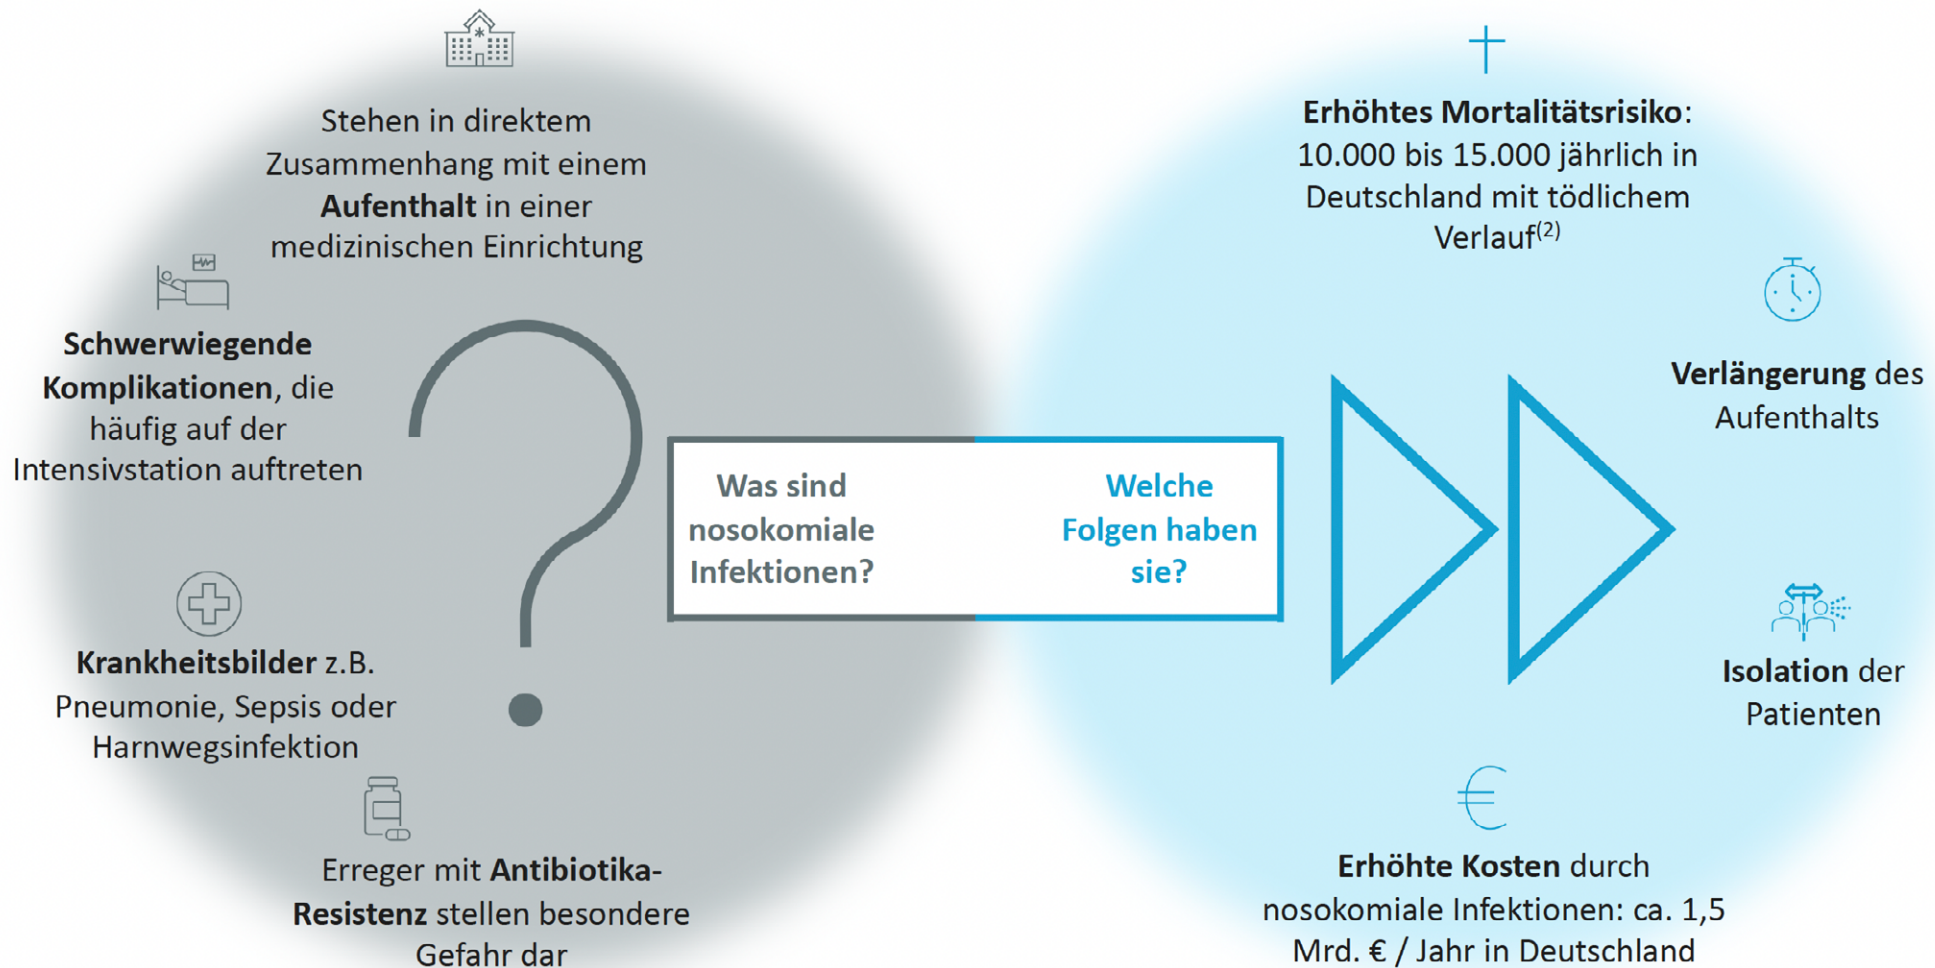 Stehen in direktem
Zusammenhang mit einem
Aufenthalt in einer
medizinischen Einrichtung
Schwerwiegende
Komplikationen, die
häufig auf der
Intensivstation auftreten
Krankheitsbilder z.B.
Pneumonie, Sepsis oder
Harnwegsinfektion
Erreger mit Antibiotika-
Resistenz stellen besondere
Gefahr dar
Was sind
nosokomiale
Infektionen?
Welche
Folgen haben
sie?
Erhöhtes Mortalitätsrisiko:
10.000 bis 15.000 jährlich in
Deutschland mit tödlichem
Verlauf(2)
Verlängerung des
Aufenthalts
Isolation der
Patienten
€
Erhöhte Kosten durch
nosokomiale Infektionen: ca. 1,5
Mrd. € / Jahr in Deutschland